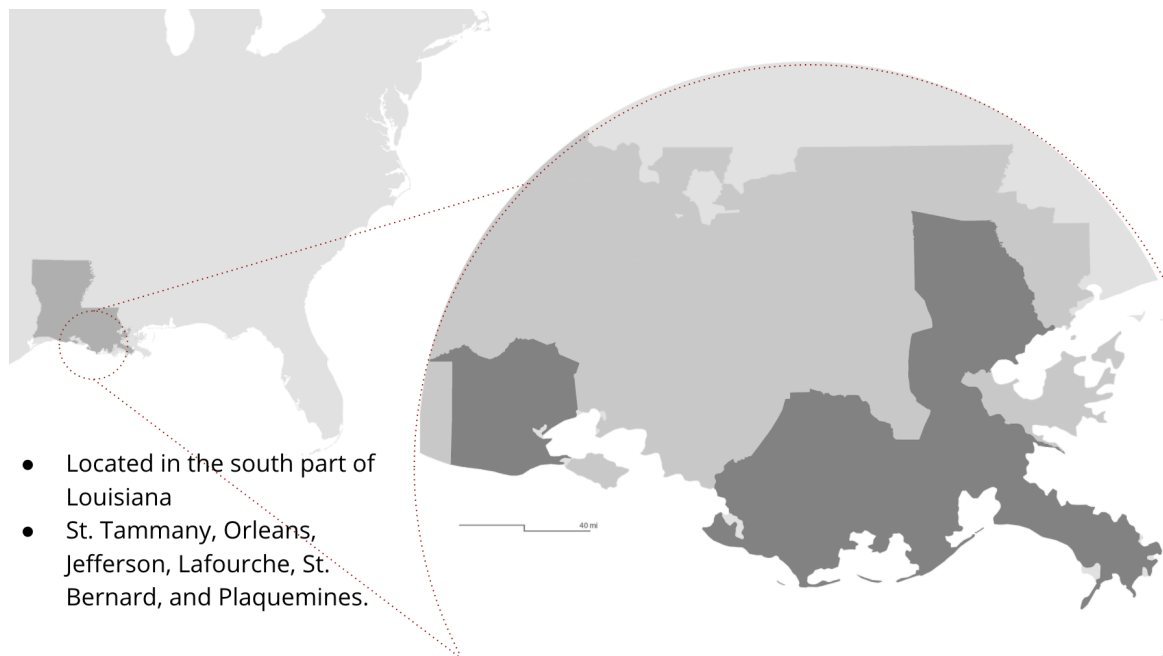 ● Located in the south part of
Louisiana
● St. Tammany, Orleans,
Jefferson, Lafourche, St.
Bernard, and Plaquemines.
40 mi